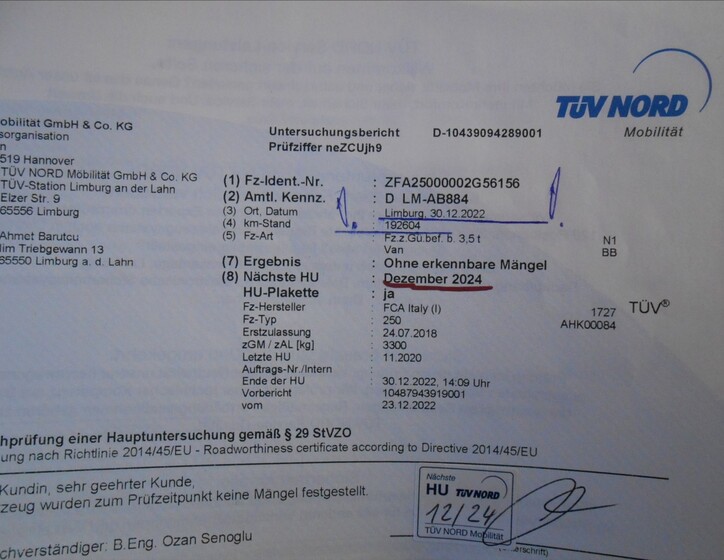 TÜV NORD
Mobilität
obilität GmbH & Co. KG
sorganisation
n
519 Hannover
TÜV NORD Mobilität GmbH & Co. KG
TÜV-Station Limburg an der Lahn
Elzer Str. 9
65556 Limburg
Ahmet Barutcu
lim Triebgewann 13
65550 Limburg a. d. Lahn
Untersuchungsbericht D-10439094289001
Prüfziffer neZCUjh9
(1) Fz-Ident.-Nr. : ZFA25000002G56156
(2) Amtl. Kennz. : D LM-AB884
(3) Ort, Datum : Limburg, 30.12.2022
(4) km-Stand : 192604
(5) Fz-Art : Fz.z.Gü.bef. b. 3,5 t N1
Van BB
(7) Ergebnis : Ohne erkennbare Mängel
(8) Nächste HU : Dezember 2024
HU-Plakette : ja
Fz-Hersteller : FCA Italy (I) 1727 TÜV®
Fz-Typ : 250 AHK00084
Erstzulassung : 24.07.2018
zGM / zAL [kg] : 3300
Letzte HU : 11.2020
Auftrags-Nr./Intern :
Ende der HU : 30.12.2022, 14:09 Uhr
Vorbericht : 10487943919001
vom : 23.12.2022
hprüfung einer Hauptuntersuchung gemäß § 29 StVZO
ung nach Richtlinie 2014/45/EU - Roadworthiness certificate according to Directive 2014/45/EU
Kundin, sehr geehrter Kunde,
zeug wurden zum Prüfzeitpunkt keine Mängel festgestellt.
chverständiger: B.Eng. Ozan Senoglu
Nächste
HU TÜV NORD
12/24
TÜV NORD Mobilität
erschrift)